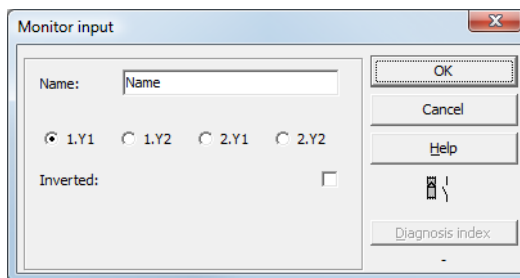 Monitor input
Name: Name
1.Y1 1.Y2 2.Y1 2.Y2
Inverted:
OK
Cancel
Help
Diagnosis index
-